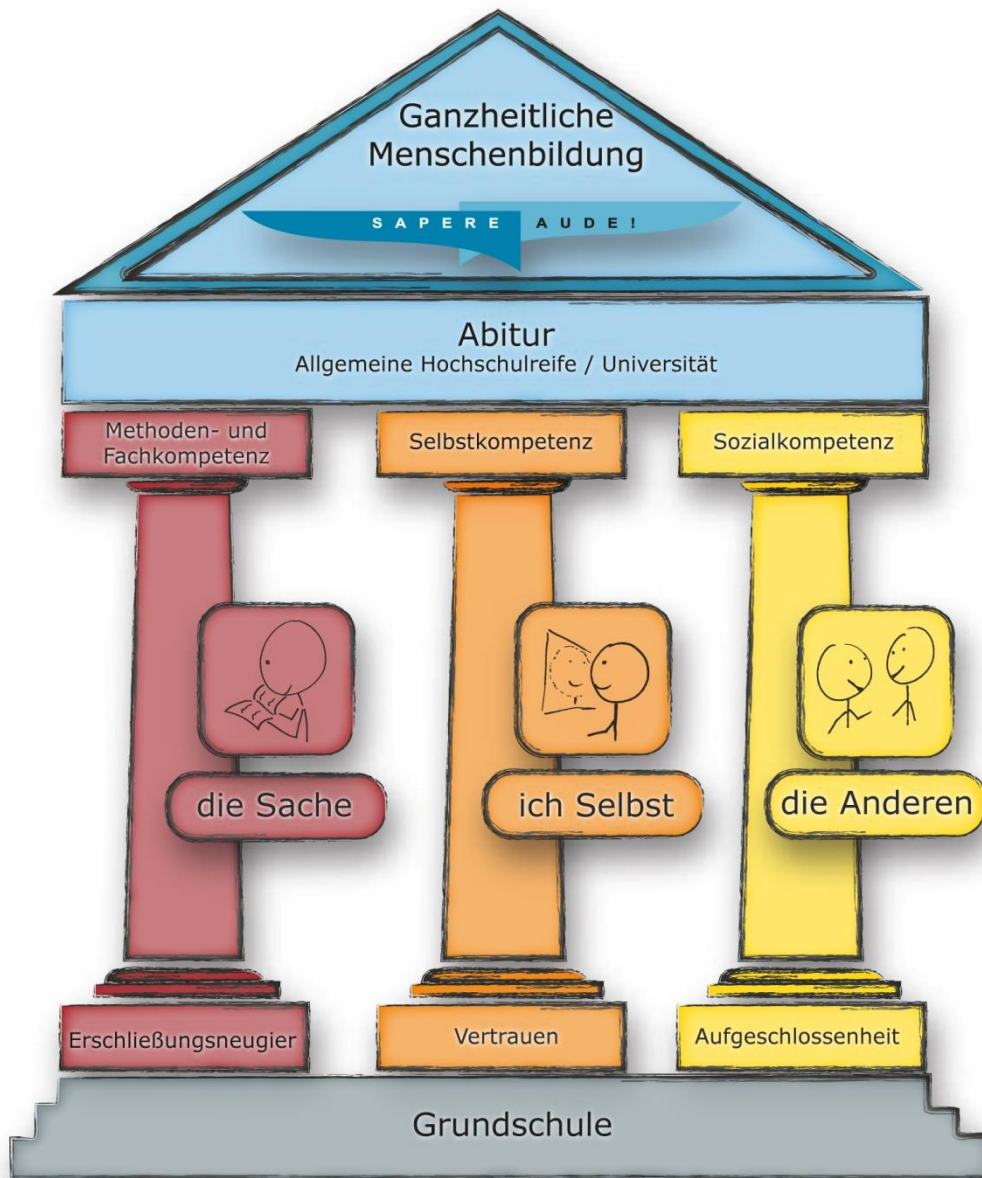 Ganzheitliche
Menschenbildung
SAPERE AUDE!
Abitur
Allgemeine Hochschulreife / Universität
Methoden- und
Fachkompetenz
Selbstkompetenz
Sozialkompetenz
die Sache
ich Selbst
die Anderen
Erschließungsneugier
Vertrauen
Aufgeschlossenheit
Grundschule